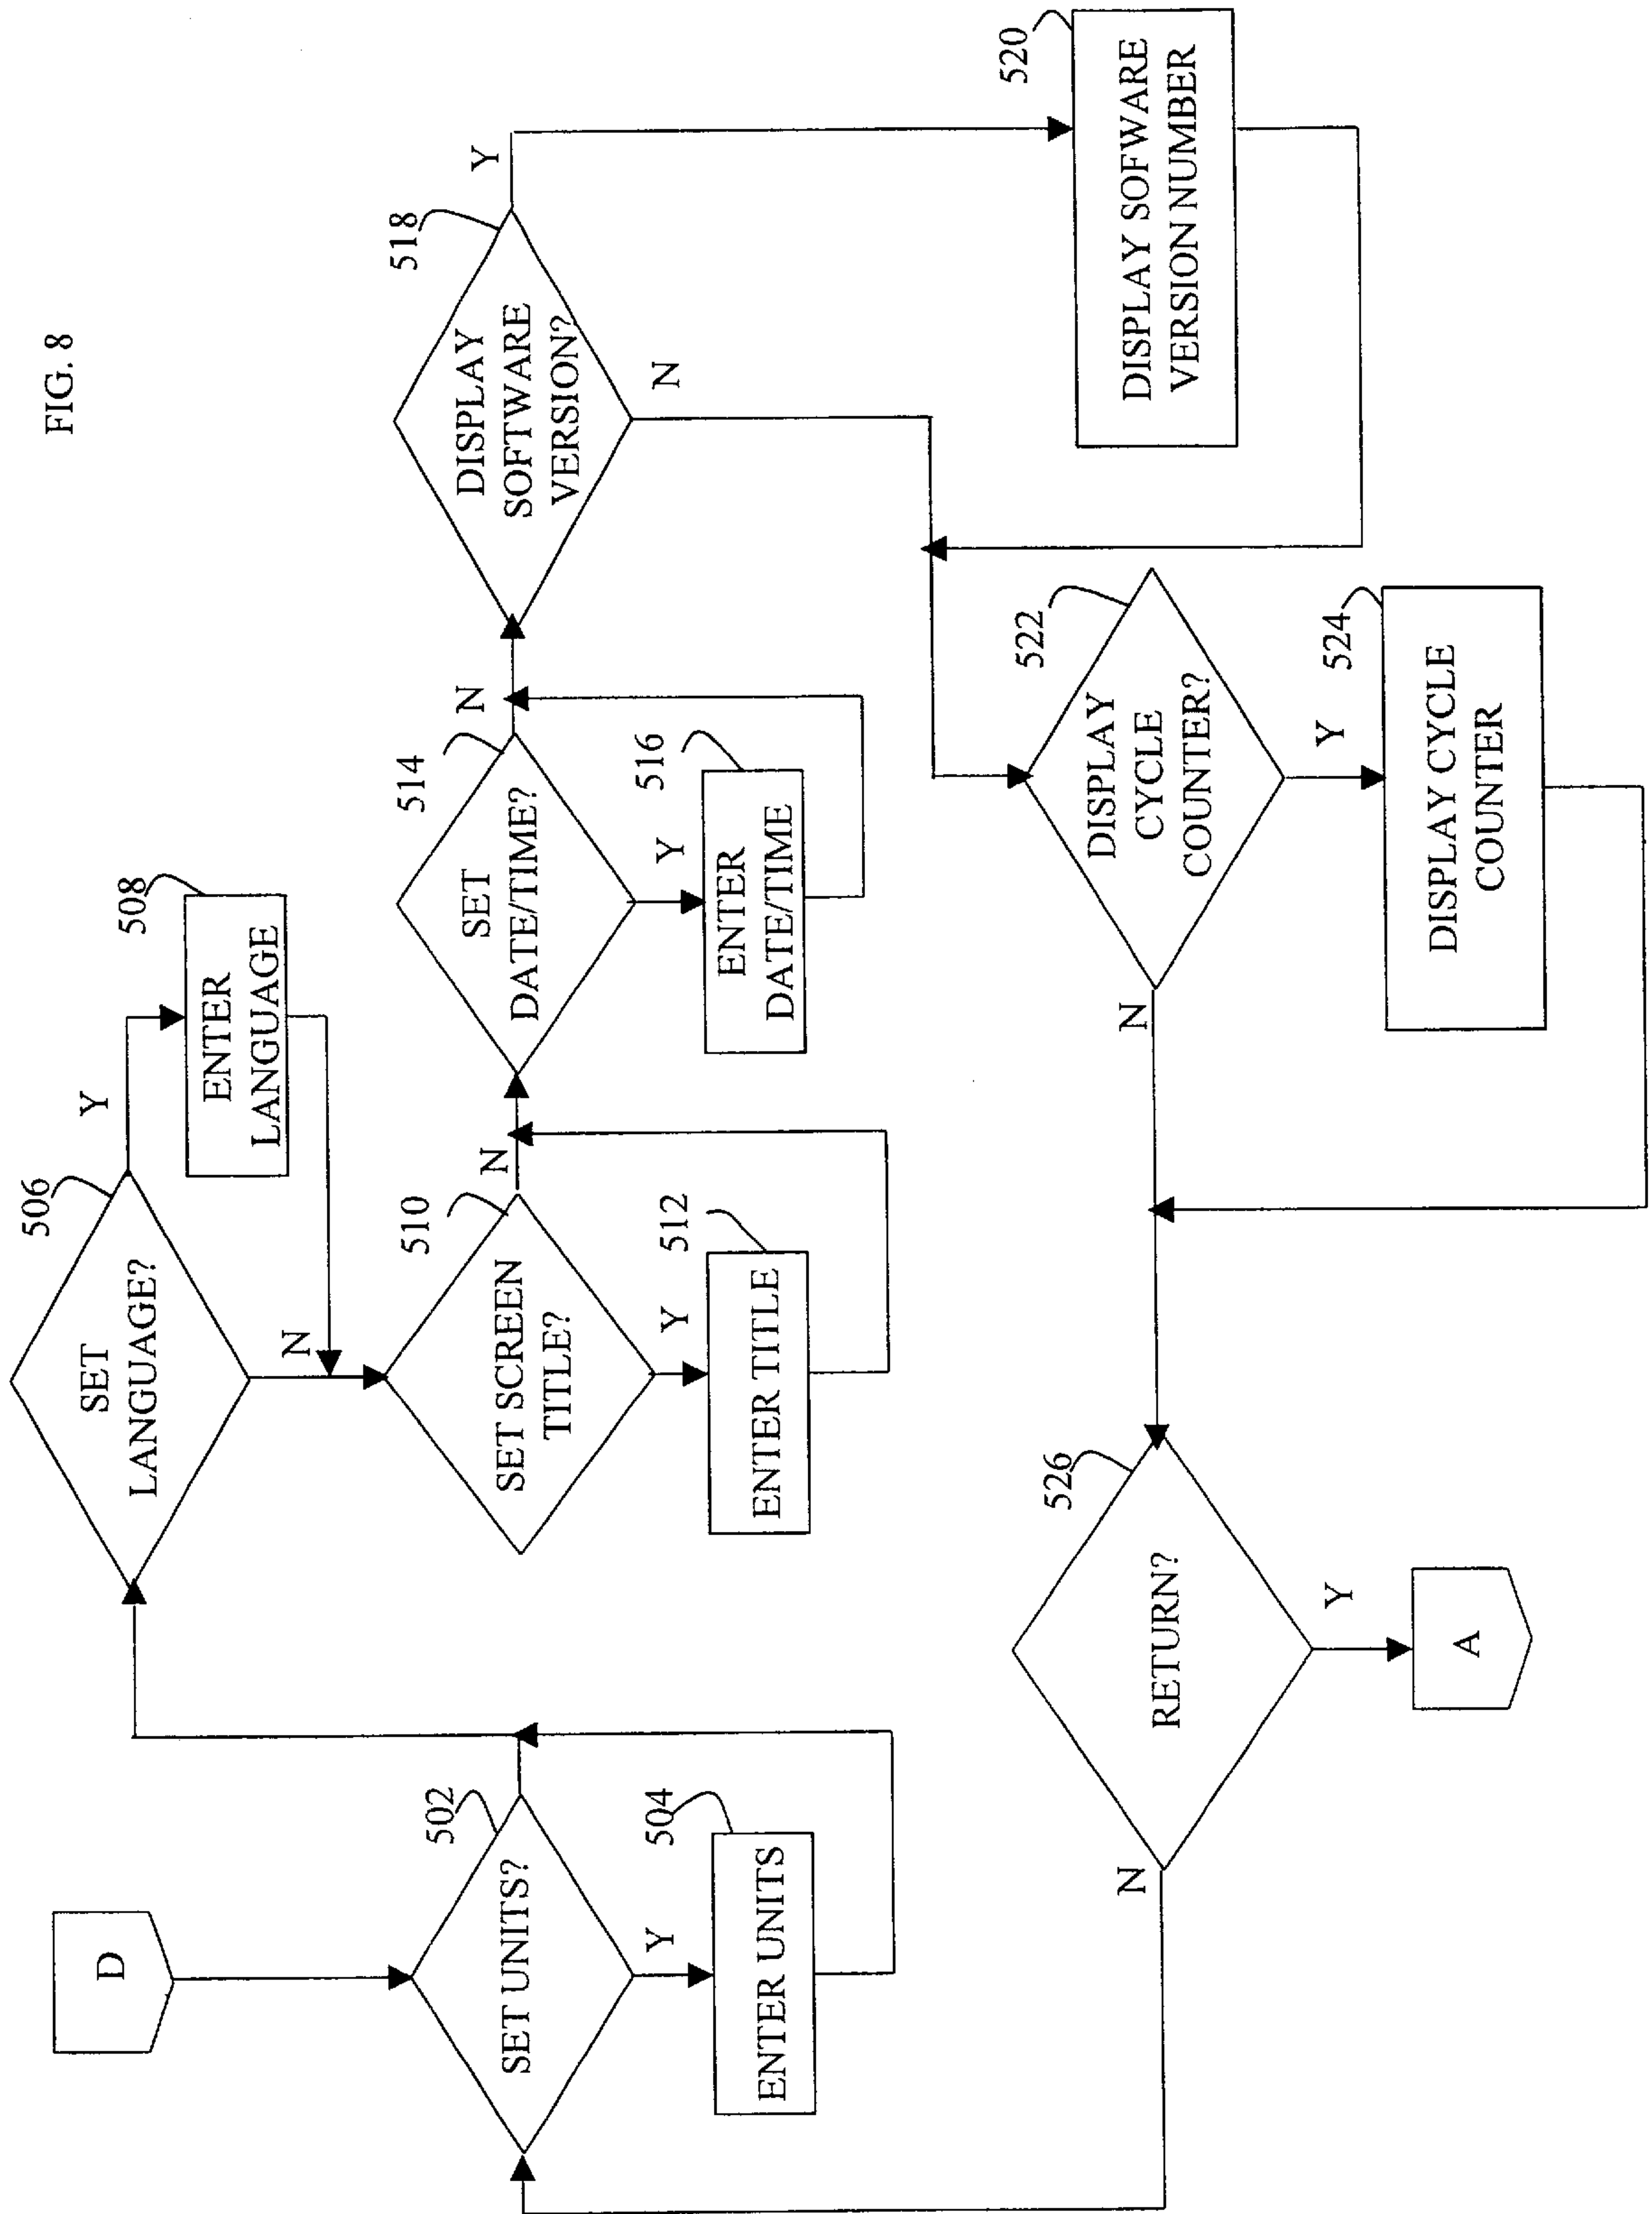 FIG. 8
D
502
SET UNITS?
Y
504
ENTER UNITS
506
SET
LANGUAGE?
Y
508
ENTER
LANGUAGE
N
510
SET SCREEN
TITLE?
N
Y
512
ENTER TITLE
514
SET
DATE/TIME?
N
Y
516
ENTER
DATE/TIME
518
DISPLAY
SOFTWARE
VERSION?
Y
N
520
DISPLAY SOFWARE
VERSION NUMBER
522
DISPLAY
CYCLE
COUNTER?
N
Y
524
DISPLAY CYCLE
COUNTER
526
RETURN?
N
Y
A